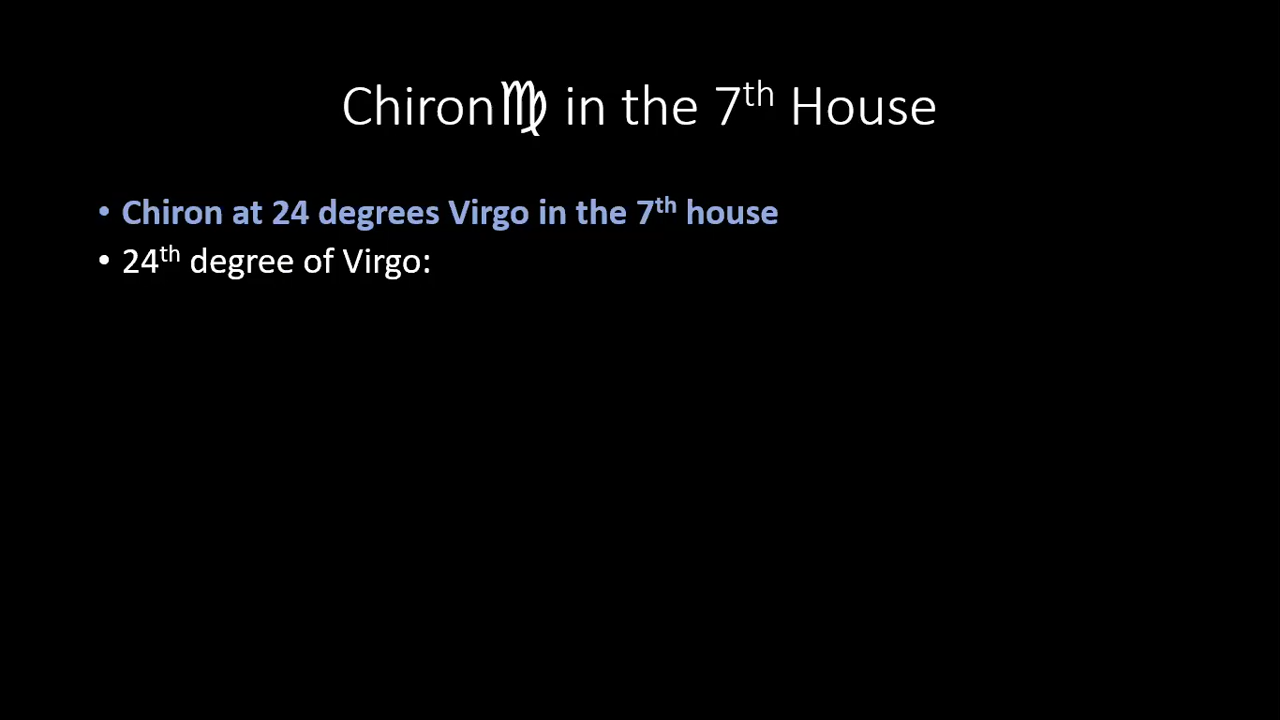 Chiron♍ in the 7th House
• Chiron at 24 degrees Virgo in the 7th house
• 24th degree of Virgo: